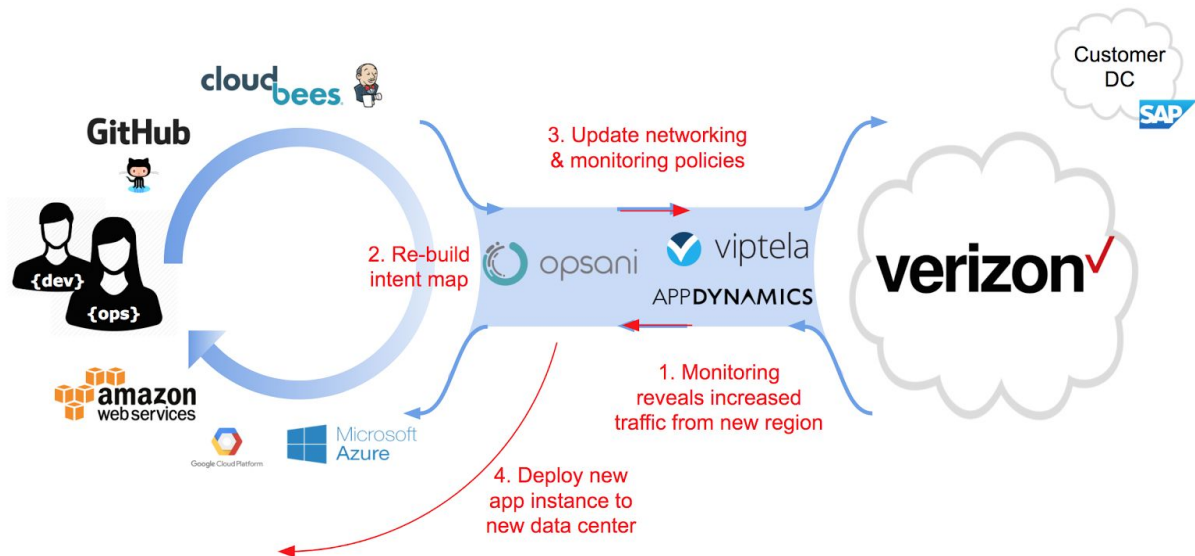 cloud
bees
GitHub
{dev}
{ops}
amazon
web services
Google Cloud Platform
Microsoft
Azure
2. Re-build
intent map
3. Update networking
& monitoring policies
opsani
viptela
APPDYNAMICS
1. Monitoring
reveals increased
traffic from new region
4. Deploy new
app instance to
new data center
Customer
DC
SAP
verizon